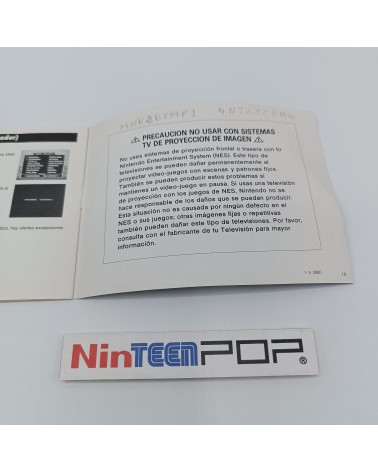 ⚠ PRECAUCION NO USAR CON SISTEMAS
TV DE PROYECCION DE IMAGEN ⚠
No uses sistemas de proyección frontal o trasera con tu
Nintendo Entertainment System (NES). Este tipo de
televisiones se pueden dañar permanentemente al
proyectar video-juegos con escenas y patrones fijos.
También se pueden producir estos problemas si
mantienes un video-juego en pausa. Si usas una televisión
de proyección con los juegos de NES, Nintendo no se
hace responsable de los daños que se puedan producir.
Esta situación no es causada por ningún defecto en el
NES o sus juegos; otras imágenes fijas o repetitivas
también pueden dañar este tipo de televisiones. Por favor,
consulta con el fabricante de tu Televisión para mayor
información.
NinTEENPOP®